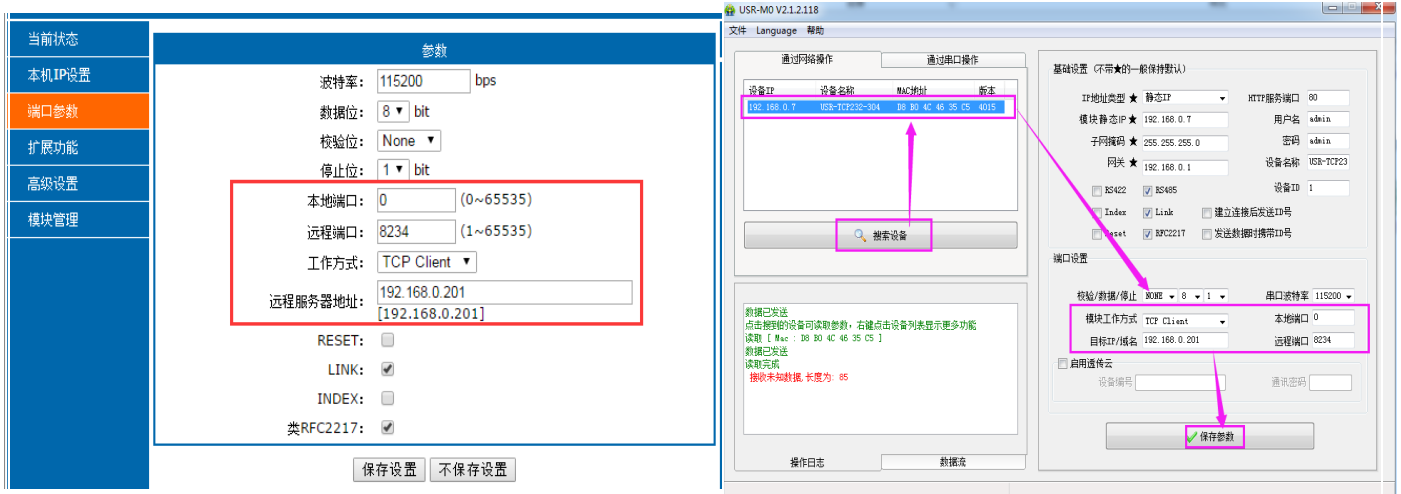 当前状态
本机IP设置
端口参数
扩展功能
高级设置
模块管理
参数
波特率: 115200 bps
数据位: 8 bit
校验位: None
停止位: 1 bit
本地端口: 0 (0~65535)
远程端口: 8234 (1~65535)
工作方式: TCP Client
远程服务器地址: 192.168.0.201
[192.168.0.201]
RESET:
LINK:
INDEX:
类RFC2217:
保存设置 不保存设置
USR-M0 V2.1.2.118
文件 Language 帮助
通过网络操作 通过串口操作
设备IP 设备名称 MAC地址 版本
192.168.0.7 USR-TCP232-304 D8 B0 4C 46 35 C5 4015
搜索设备
数据已发送
点击搜到的设备可读取参数，右键点击设备列表显示更多功能
读取 [ Mac : D8 B0 4C 46 35 C5 ]
数据已发送
读取完成
接收未知数据,长度为: 85
操作日志 数据流
基础设置 (不带★的一般保持默认)
IP地址类型 ★ 静态IP HTTP服务端口 80
模块静态IP ★ 192.168.0.7 用户名 admin
子网掩码 ★ 255.255.255.0 密码 admin
网关 ★ 192.168.0.1 设备名称 USR-TCP23
RS422 RS485 设备ID 1
Index Link 建立连接后发送ID号
Reset RFC2217 发送数据时携带ID号
端口设置
校验/数据/停止 NONE 8 1 串口波特率 115200
模块工作方式 TCP Client 本地端口 0
目标IP/域名 192.168.0.201 远程端口 8234
启用透传云
设备编号 通讯密码
保存参数